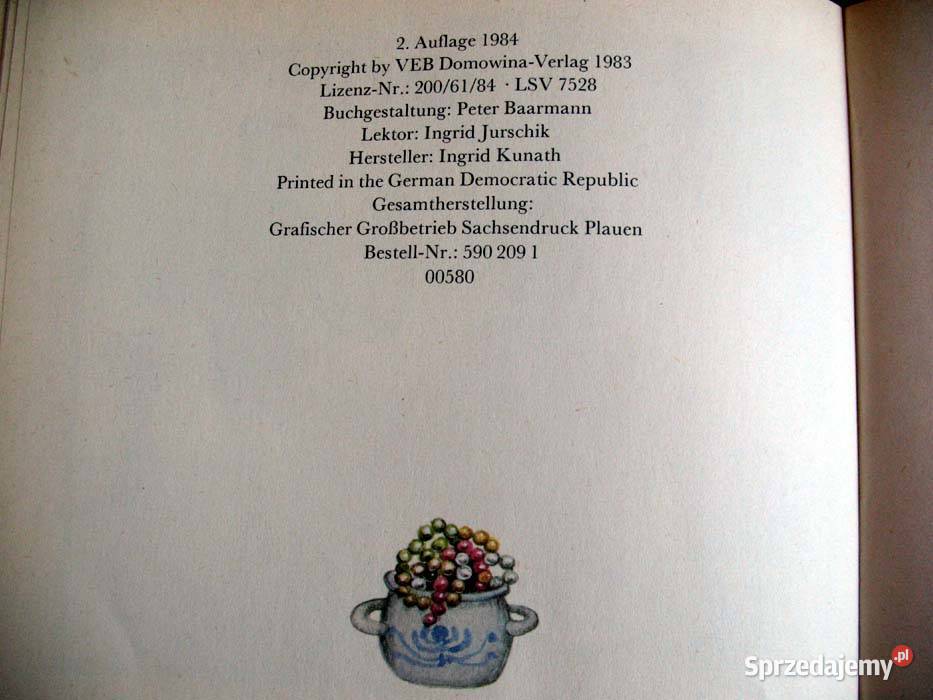 2. Auflage 1984
Copyright by VEB Domowina-Verlag 1983
Lizenz-Nr.: 200/61/84 · LSV 7528
Buchgestaltung: Peter Baarmann
Lektor: Ingrid Jurschik
Hersteller: Ingrid Kunath
Printed in the German Democratic Republic
Gesamtherstellung:
Grafischer Großbetrieb Sachsendruck Plauen
Bestell-Nr.: 590 209 1
00580
Sprzedajemy.pl